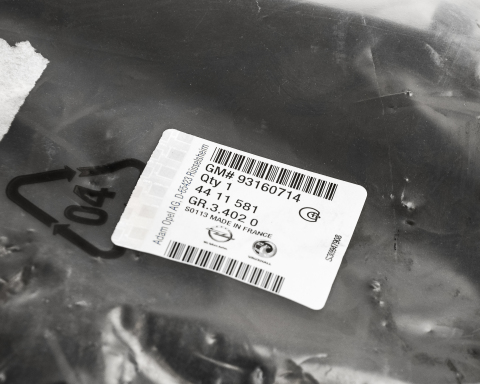 GM# 93160714
Qty 1
44 11 581
GR.3.402 0
50113 MADE IN FRANCE
Adam Opel AG, D-65423 Rüsselsheim
04